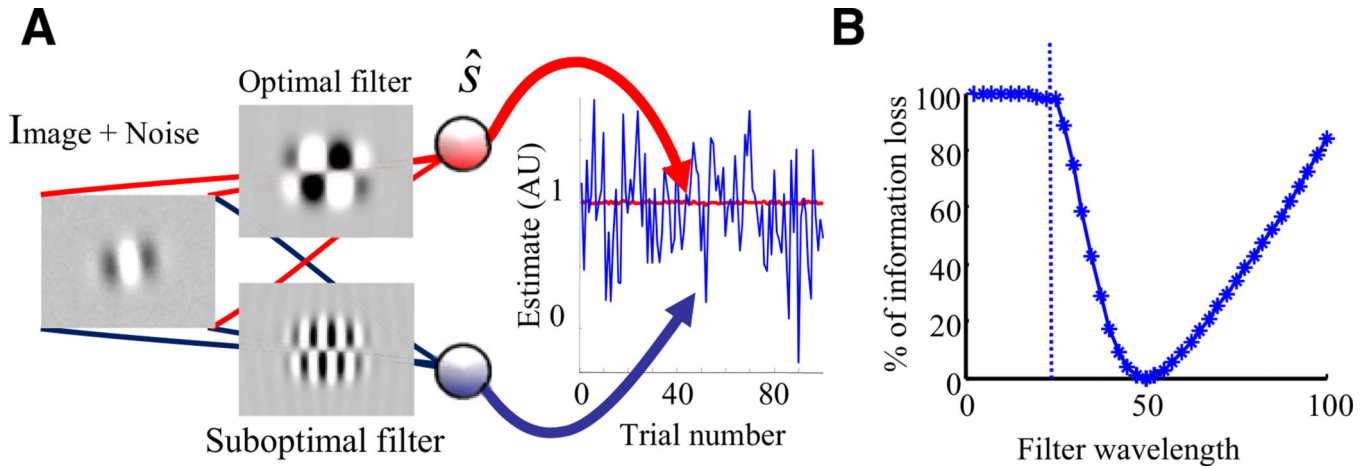 A
Image + Noise
Optimal filter
Suboptimal filter
ŝ
Estimate (AU)
1
0
0 40 80
Trial number
B
% of information loss
100
80
60
40
20
0
0 50 100
Filter wavelength